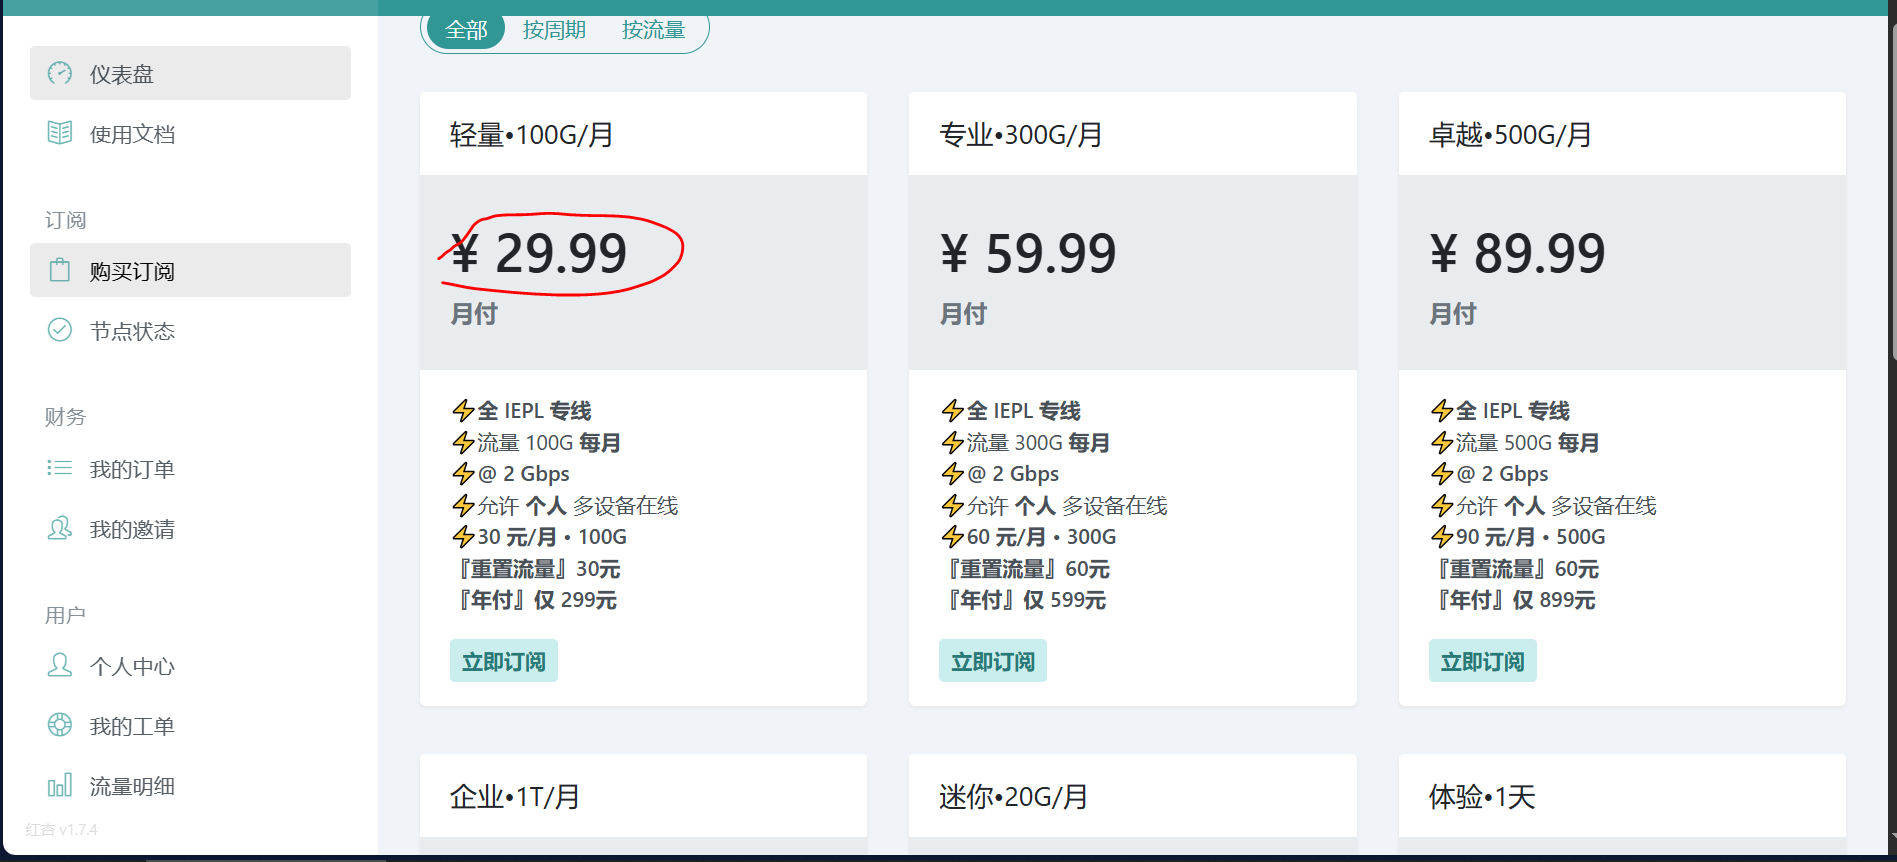 全部
按周期
按流量
仪表盘
使用文档
订阅
购买订阅
节点状态
财务
我的订单
我的邀请
用户
个人中心
我的工单
流量明细
红杏 v1.7.4
轻量•100G/月
¥ 29.99
月付
⚡全 IEPL 专线
⚡流量 100G 每月
⚡@ 2 Gbps
⚡允许 个人 多设备在线
⚡30 元/月 • 100G
『重置流量』30元
『年付』仅 299元
立即订阅
专业•300G/月
¥ 59.99
月付
⚡全 IEPL 专线
⚡流量 300G 每月
⚡@ 2 Gbps
⚡允许 个人 多设备在线
⚡60 元/月 • 300G
『重置流量』60元
『年付』仅 599元
立即订阅
卓越•500G/月
¥ 89.99
月付
⚡全 IEPL 专线
⚡流量 500G 每月
⚡@ 2 Gbps
⚡允许 个人 多设备在线
⚡90 元/月 • 500G
『重置流量』60元
『年付』仅 899元
立即订阅
企业•1T/月
迷你•20G/月
体验•1天